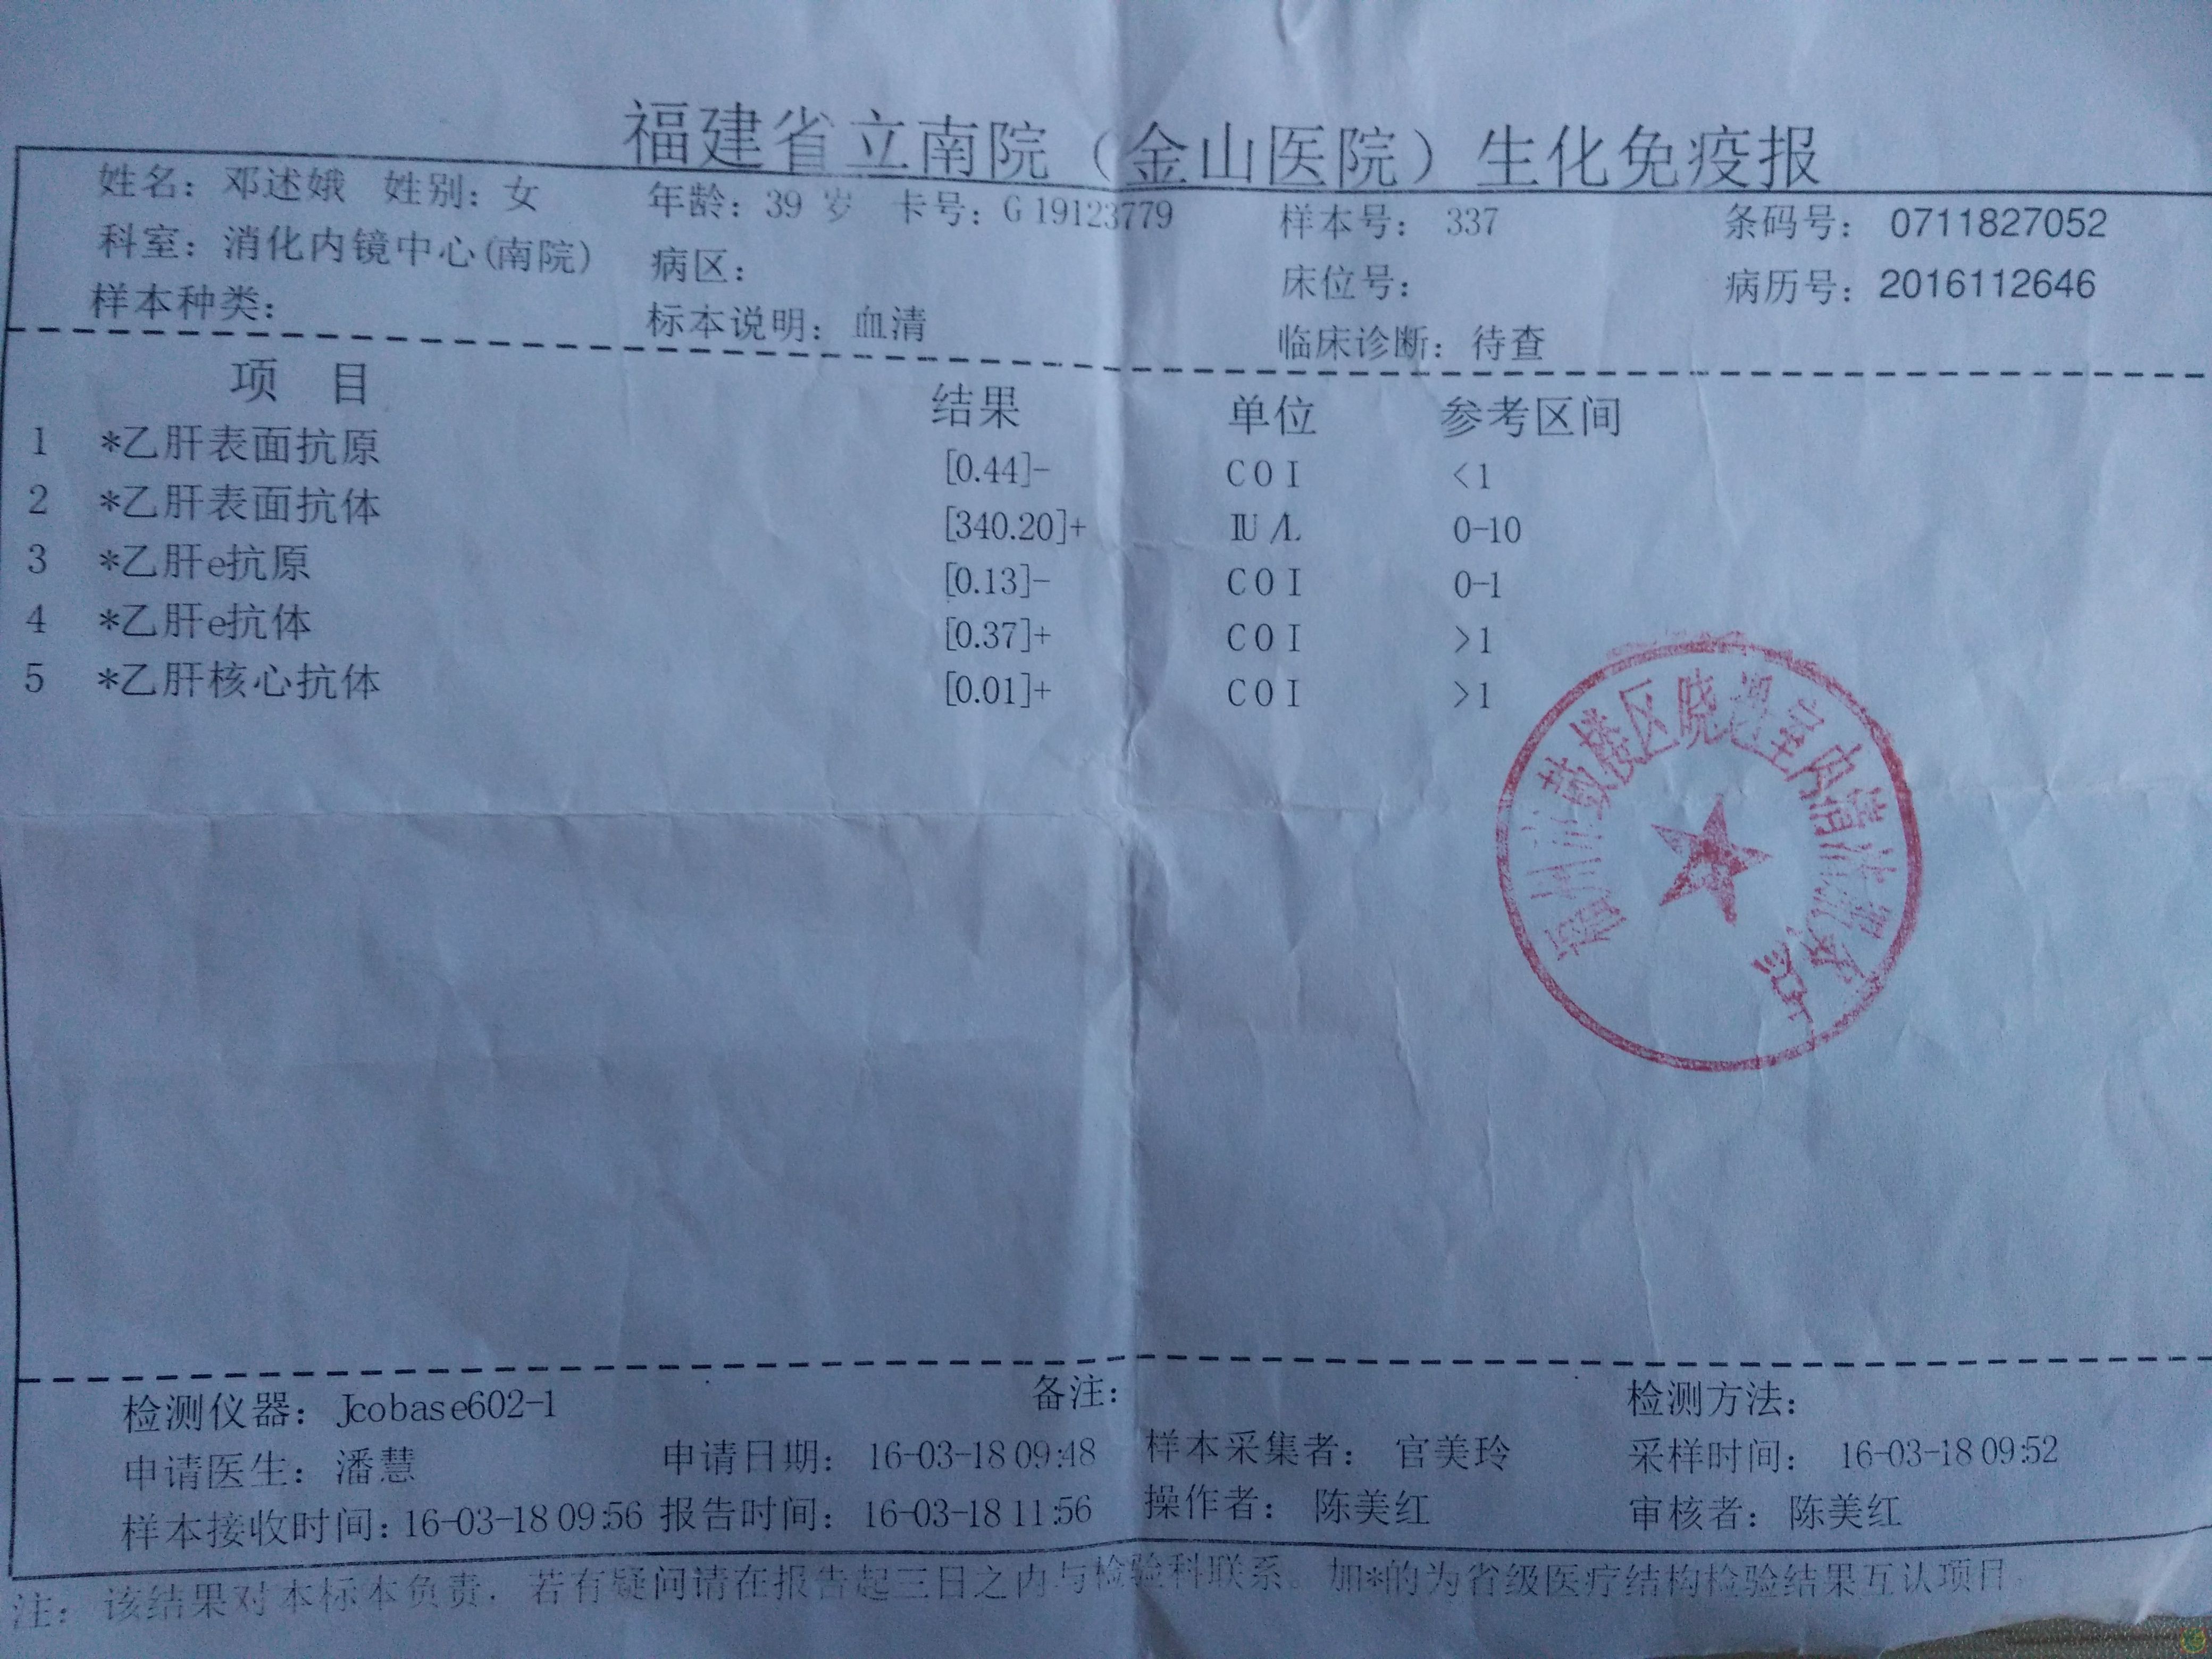 福建省立南院（金山医院）生化免疫报
姓名：邓述娥 姓别：女 年龄：39 岁 卡号：G19123779 样本号：337 条码号：0711827052
科室：消化内镜中心(南院) 病区： 床位号： 病历号：2016112646
样本种类： 标本说明：血清 临床诊断：待查
项 目 结果 单位 参考区间
1 *乙肝表面抗原 [0.44]- COI <1
2 *乙肝表面抗体 [340.20]+ IU/L 0-10
3 *乙肝e抗原 [0.13]- COI 0-1
4 *乙肝e抗体 [0.37]+ COI >1
5 *乙肝核心抗体 [0.01]+ COI >1
鼓楼区晓 室内清洁服务
检测仪器：Jcobase602-1 备注： 检测方法：
申请医生：潘慧 申请日期：16-03-18 09:48 样本采集者：官美玲 采样时间：16-03-18 09:52
样本接收时间：16-03-18 09:56 报告时间：16-03-18 11:56 操作者：陈美红 审核者：陈美红
注：该结果对本标本负责．若有疑问请在报告起三日之内与检验科联系。加*的为省级医疗结构检验结果互认项目